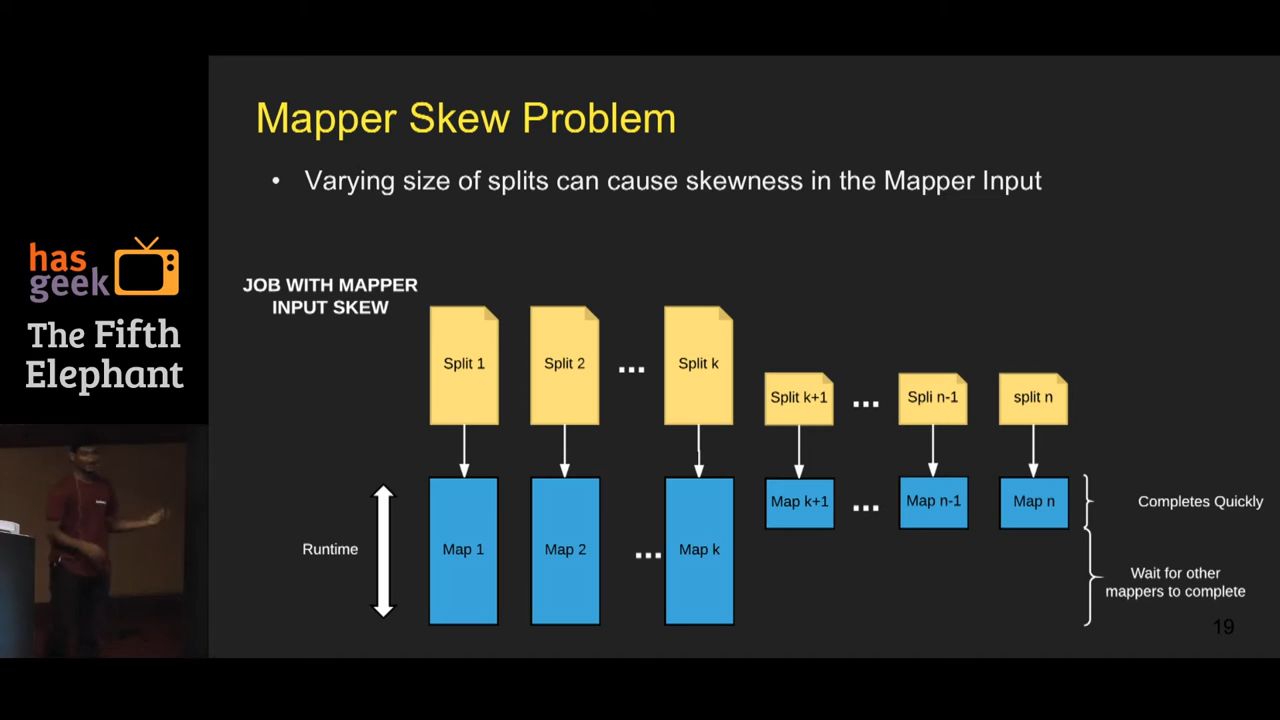 Mapper Skew Problem
• Varying size of splits can cause skewness in the Mapper Input
has
geek
The Fifth
Elephant
JOB WITH MAPPER
INPUT SKEW
Split 1
Split 2
...
Split k
Split k+1
...
Spli n-1
split n
Runtime
Map 1
Map 2
...
Map k
Map k+1
...
Map n-1
Map n
Completes Quickly
Wait for other
mappers to complete
19